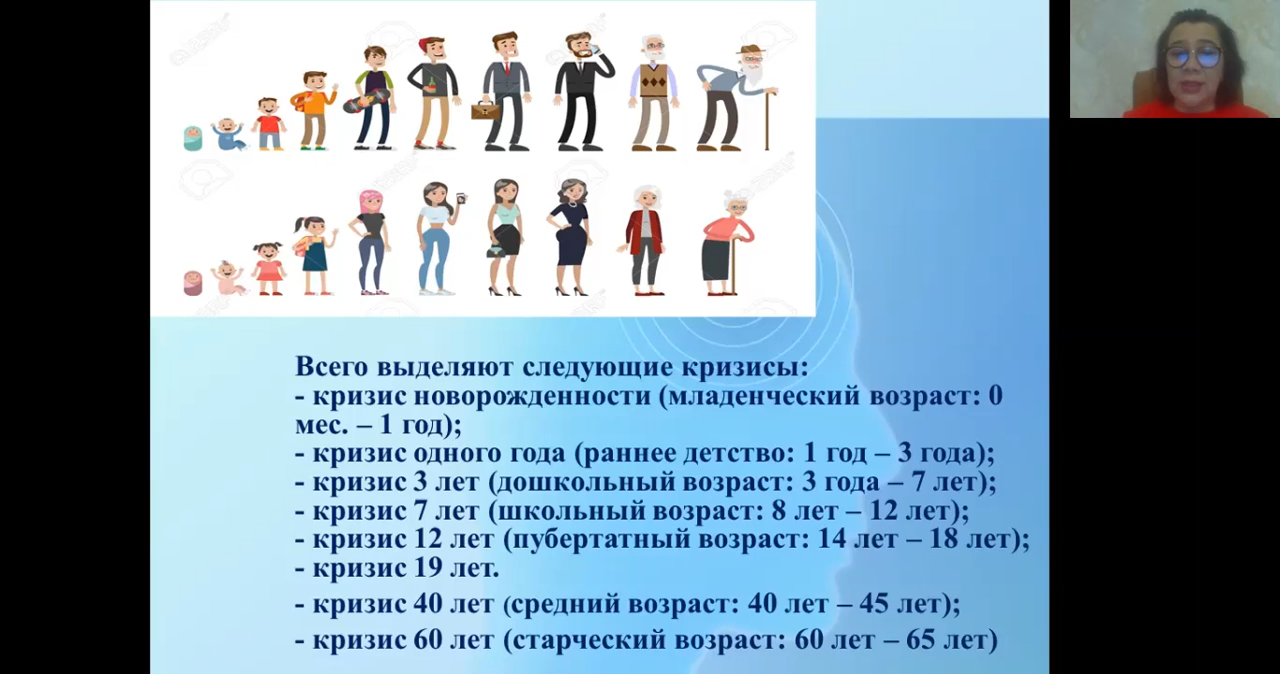 Всего выделяют следующие кризисы:
- кризис новорожденности (младенческий возраст: 0
мес. – 1 год);
- кризис одного года (раннее детство: 1 год – 3 года);
- кризис 3 лет (дошкольный возраст: 3 года – 7 лет);
- кризис 7 лет (школьный возраст: 8 лет – 12 лет);
- кризис 12 лет (пубертатный возраст: 14 лет – 18 лет);
- кризис 19 лет.
- кризис 40 лет (средний возраст: 40 лет – 45 лет);
- кризис 60 лет (старческий возраст: 60 лет – 65 лет)